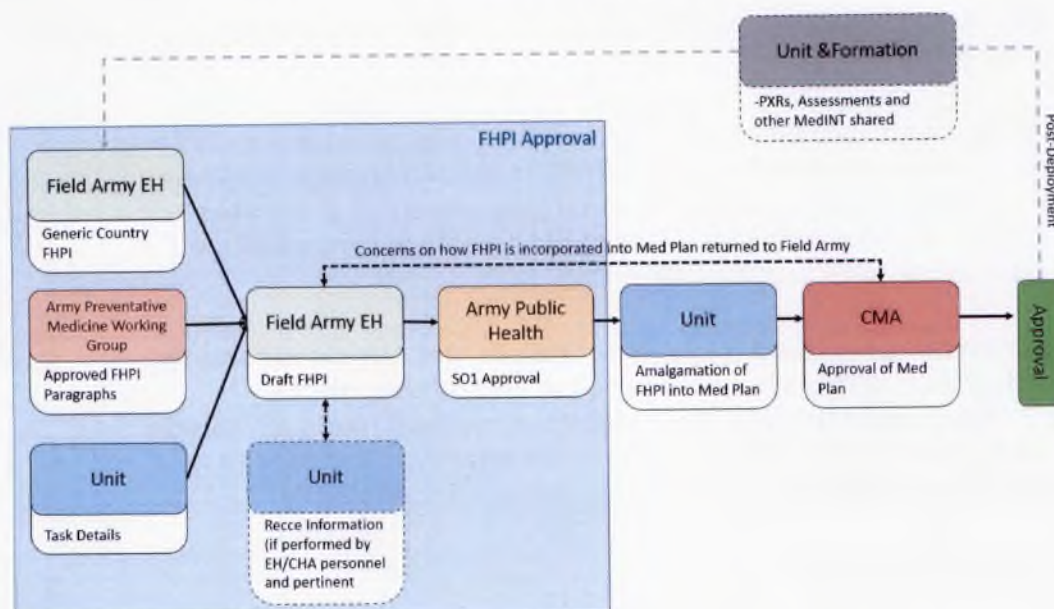 Unit &Formation
-PXRs, Assessments and
other MedINT shared
Post-Deployment
FHPI Approval
Field Army EH
Generic Country
FHPI
Concerns on how FHPI is incorporated into Med Plan returned to Field Army
Army Preventative
Medicine Working
Group
Approved FHPI
Paragraphs
Field Army EH
Draft FHPI
Army Public
Health
SO1 Approval
Unit
Amalgamation of
FHPI into Med Plan
CMA
Approval of Med
Plan
Approval
Unit
Task Details
Unit
Recce Information
(if performed by
EH/CHA personnel
and pertinent